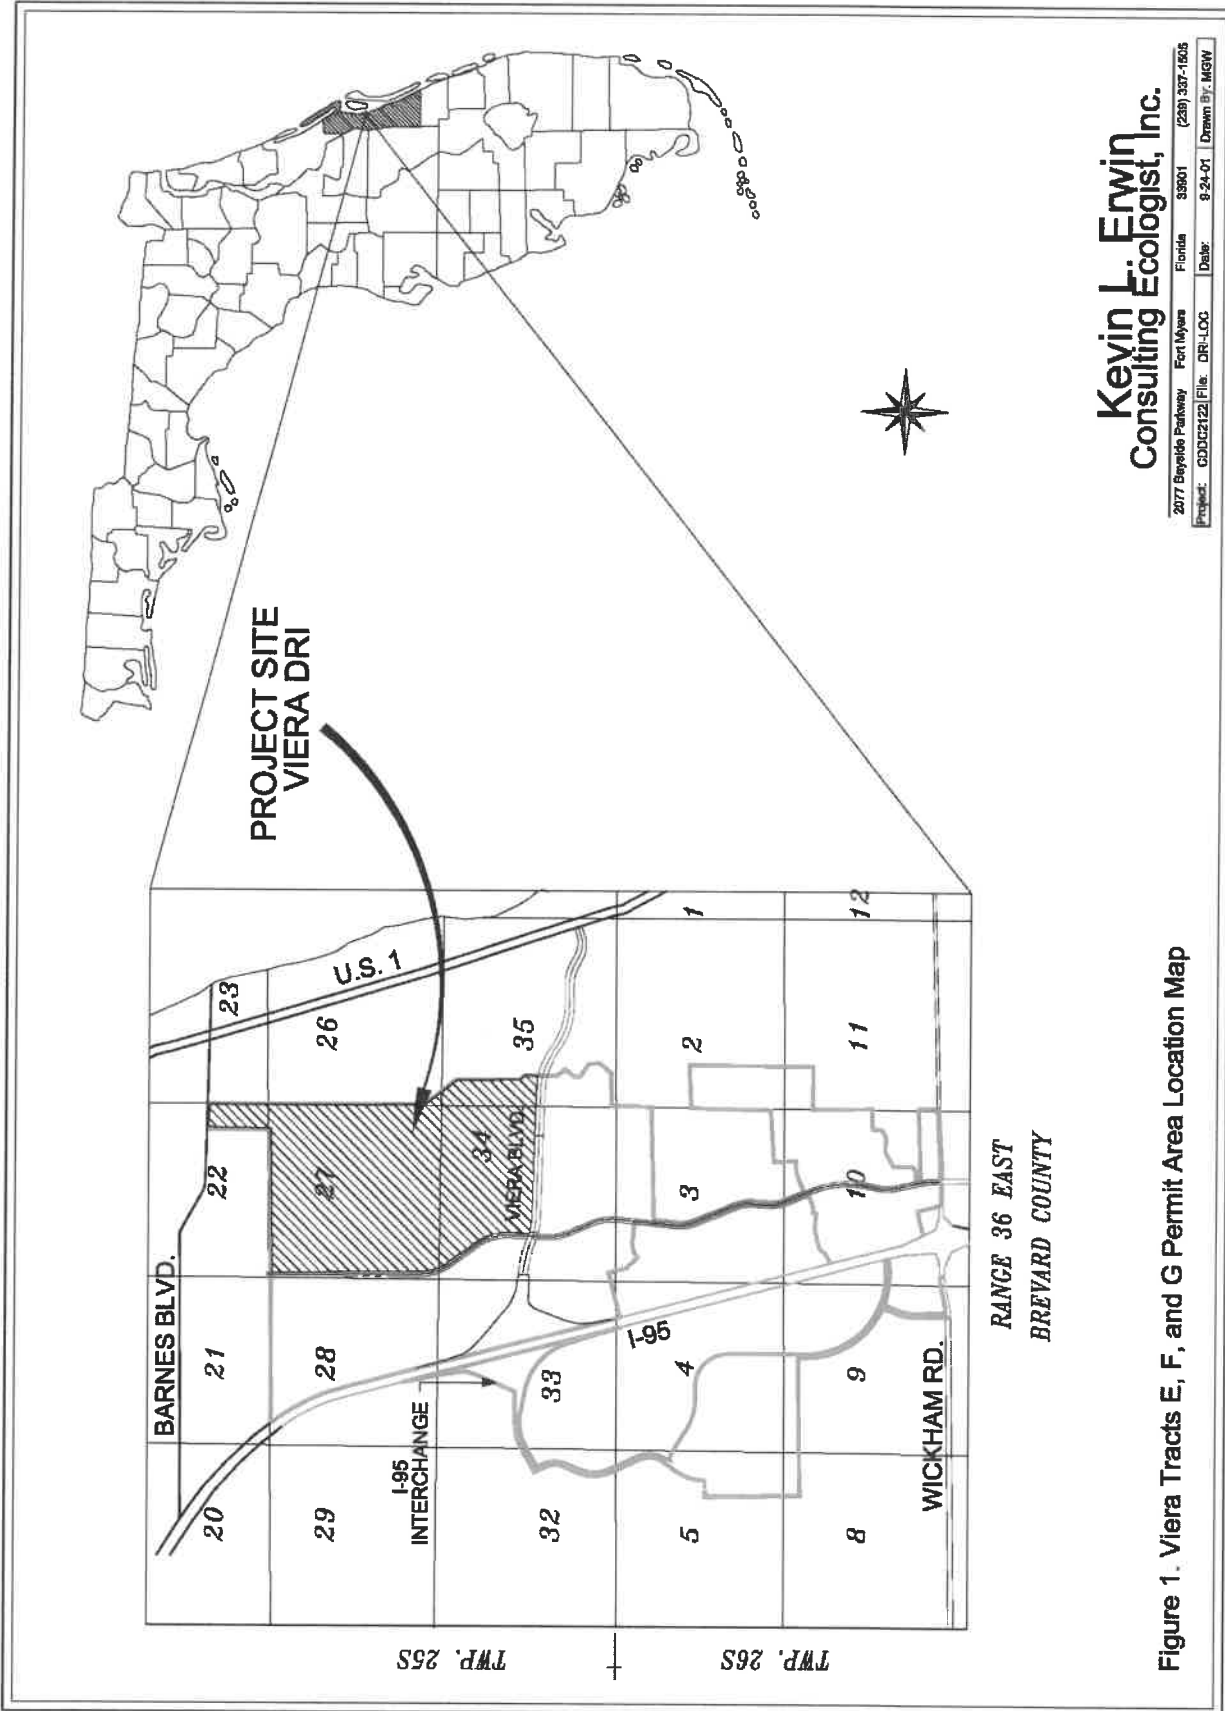 PROJECT SITE
VIERA DRI
BARNES BLVD.
20
21
22
23
29
28
27
26
U.S. 1
I-95
INTERCHANGE
32
33
34
35
VIERA BLVD.
I-95
5
4
3
2
1
8
9
10
11
12
WICKHAM RD.
TWP. 25S
TWP. 26S
RANGE 36 EAST
BREVARD COUNTY
Figure 1. Viera Tracts E, F, and G Permit Area Location Map
Kevin L. Erwin
Consulting Ecologist, Inc.
2077 Bayside Parkway Fort Myers Florida 33901 (239) 337-1505
Project: CDDC2122 File: DRI-LOC Date: 9-24-01 Drawn By: MGW